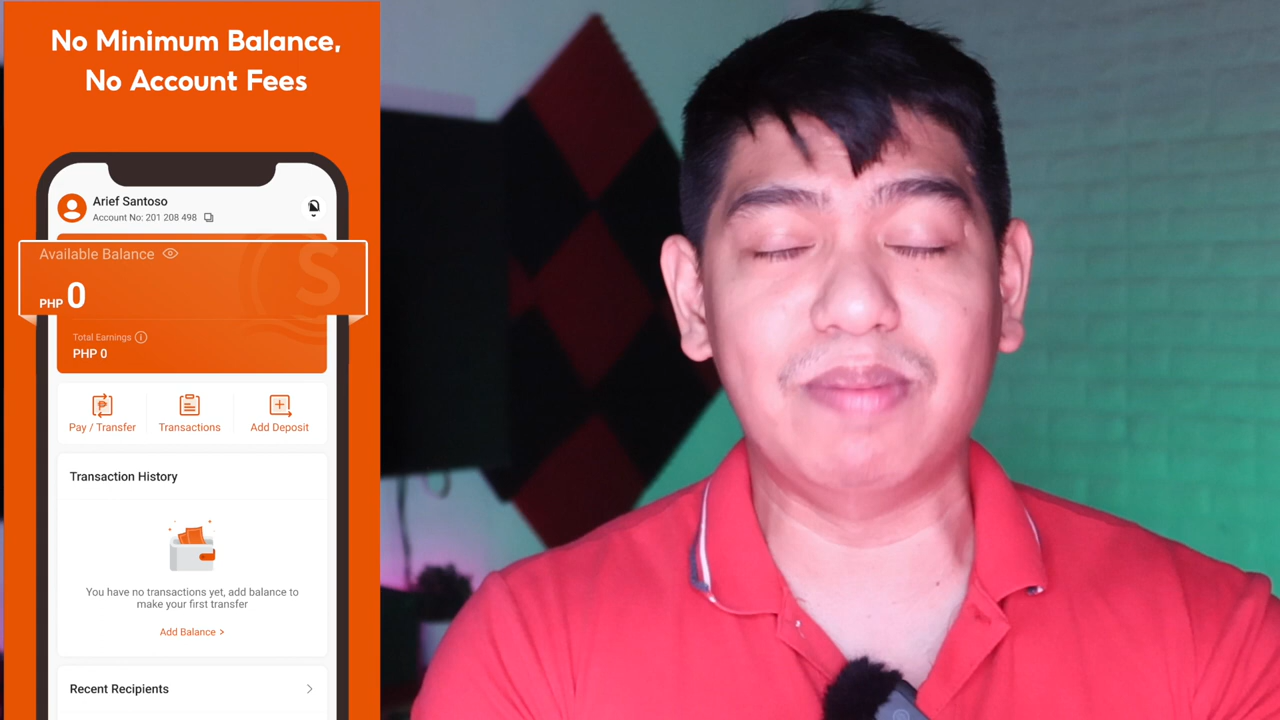 No Minimum Balance,
No Account Fees
Arief Santoso
Account No: 201 208 498
Available Balance
PHP 0
S
Total Earnings
PHP 0
Pay / Transfer
Transactions
Add Deposit
Transaction History
You have no transactions yet, add balance to
make your first transfer
Add Balance >
Recent Recipients